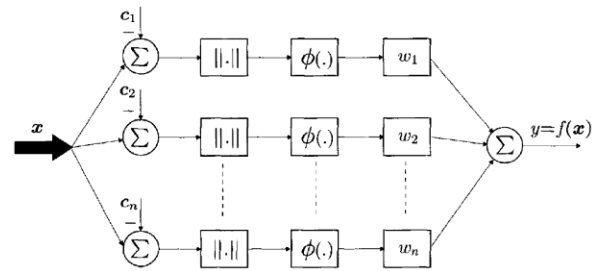 c₁
−
∑ ||.|| ϕ(.) w₁
c₂
−
x ∑ ||.|| ϕ(.) w₂ ∑ y=f(x)
cₙ
−
∑ ||.|| ϕ(.) wₙ